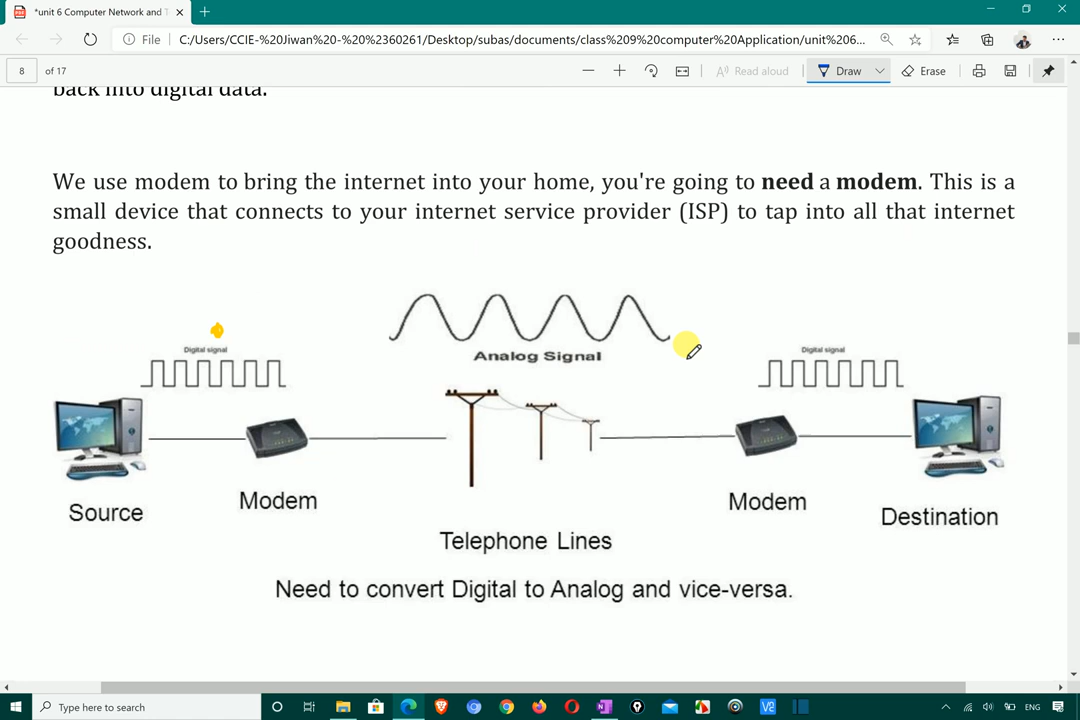 *unit 6 Computer Network and T
File
C:/Users/CCIE-%20Jiwan%20-%20%2360261/Desktop/subas/documents/class%209%20computer%20Application/unit%206...
8 of 17
Read aloud
Draw
Erase
back into digital data.
We use modem to bring the internet into your home, you're going to need a modem. This is a
small device that connects to your internet service provider (ISP) to tap into all that internet
goodness.
Digital signal
Analog Signal
Digital signal
Source
Modem
Telephone Lines
Modem
Destination
Need to convert Digital to Analog and vice-versa.
Type here to search
ENG